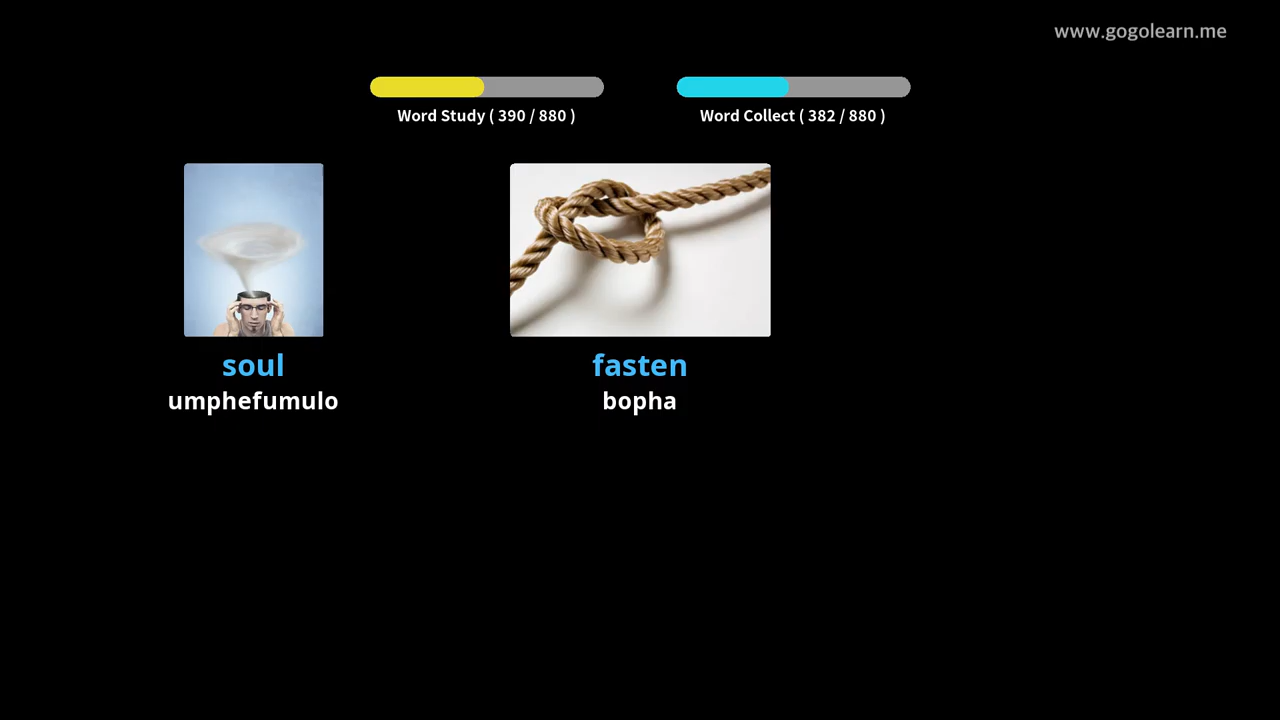 www.gogolearn.me
Word Study ( 390 / 880 )
Word Collect ( 382 / 880 )
soul
umphefumulo
fasten
bopha